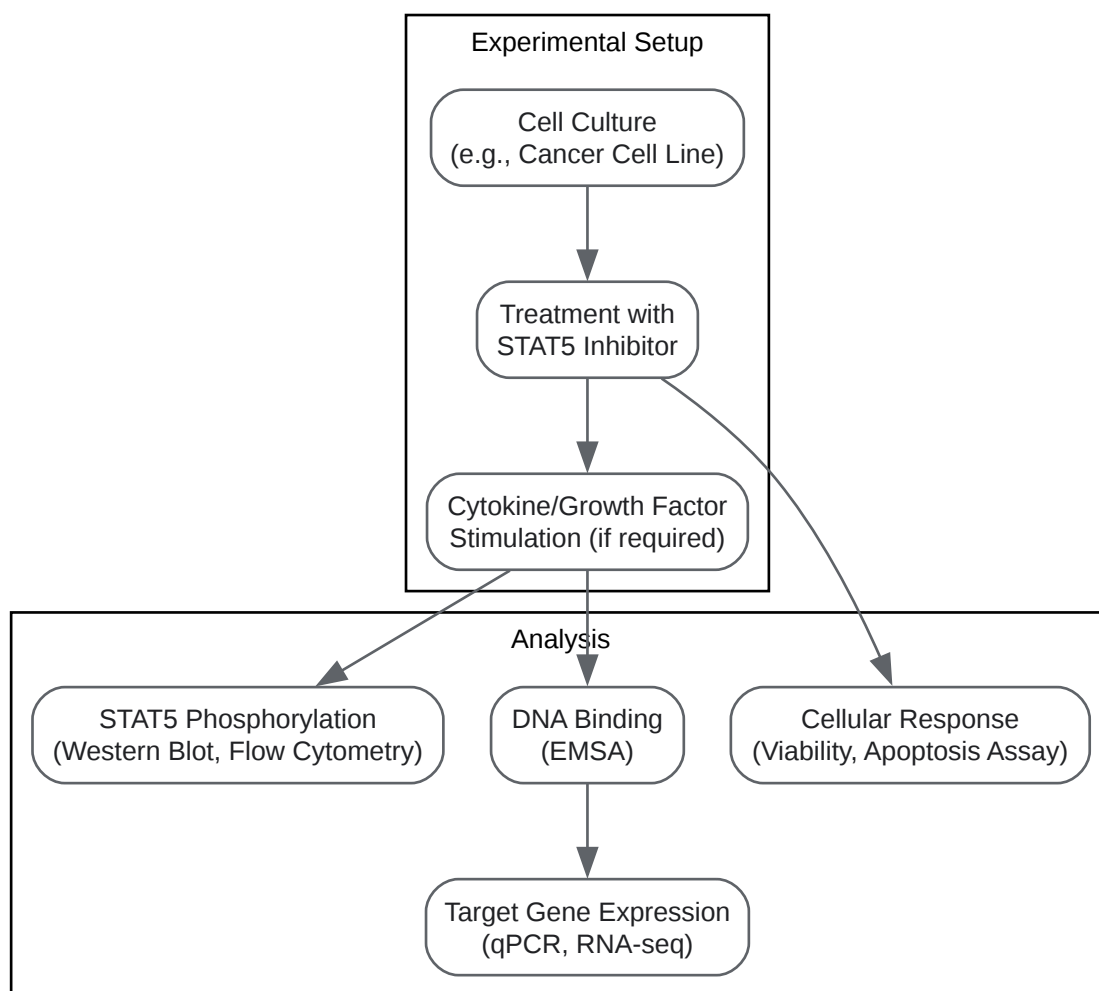 Experimental Setup
Cell Culture
(e.g., Cancer Cell Line)
Treatment with
STAT5 Inhibitor
Cytokine/Growth Factor
Stimulation (if required)
Analysis
STAT5 Phosphorylation
(Western Blot, Flow Cytometry)
DNA Binding
(EMSA)
Cellular Response
(Viability, Apoptosis Assay)
Target Gene Expression
(qPCR, RNA-seq)